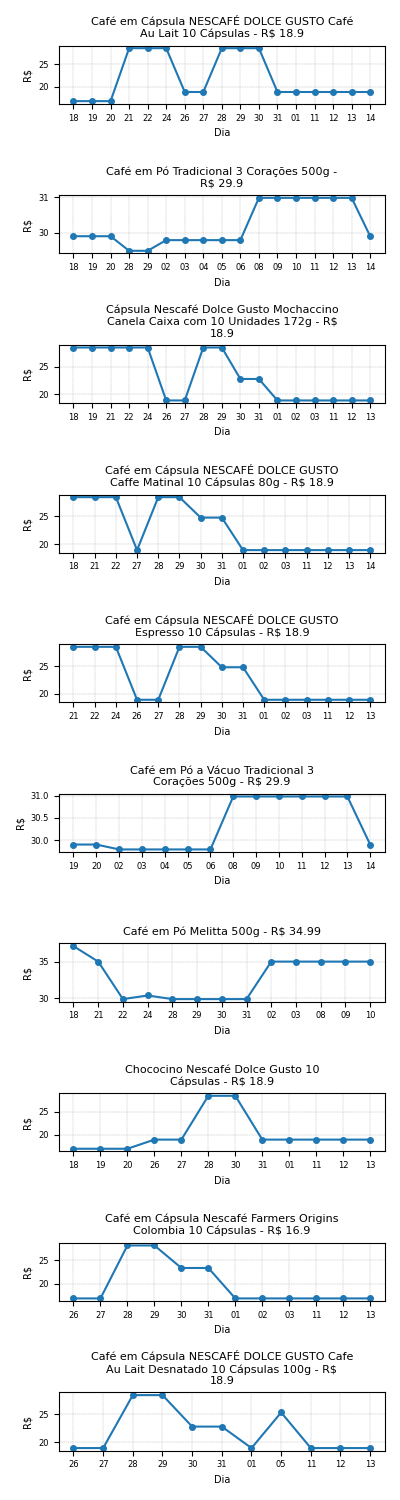 Café em Cápsula NESCAFÉ DOLCE GUSTO Café
Au Lait 10 Cápsulas - R$ 18.9
R$
25
20
18 19 20 21 22 24 26 27 28 29 30 31 01 11 12 13 14
Dia
Café em Pó Tradicional 3 Corações 500g -
R$ 29.9
R$
31
30
18 19 20 28 29 02 03 04 05 06 08 09 10 11 12 13 14
Dia
Cápsula Nescafé Dolce Gusto Mochaccino
Canela Caixa com 10 Unidades 172g - R$
18.9
R$
25
20
18 19 21 22 24 26 27 28 29 30 31 01 02 03 11 12 13
Dia
Café em Cápsula NESCAFÉ DOLCE GUSTO
Caffe Matinal 10 Cápsulas 80g - R$ 18.9
R$
25
20
18 21 22 27 28 29 30 31 01 02 03 11 12 13 14
Dia
Café em Cápsula NESCAFÉ DOLCE GUSTO
Espresso 10 Cápsulas - R$ 18.9
R$
25
20
21 22 24 26 27 28 29 30 31 01 02 03 11 12 13
Dia
Café em Pó a Vácuo Tradicional 3
Corações 500g - R$ 29.9
R$
31.0
30.5
30.0
19 20 02 03 04 05 06 08 09 10 11 12 13 14
Dia
Café em Pó Melitta 500g - R$ 34.99
R$
35
30
18 21 22 24 28 29 30 31 02 03 08 09 10
Dia
Chococino Nescafé Dolce Gusto 10
Cápsulas - R$ 18.9
R$
25
20
18 19 20 26 27 28 30 31 01 11 12 13
Dia
Café em Cápsula Nescafé Farmers Origins
Colombia 10 Cápsulas - R$ 16.9
R$
25
20
26 27 28 29 30 31 01 02 03 11 12 13
Dia
Café em Cápsula NESCAFÉ DOLCE GUSTO Cafe
Au Lait Desnatado 10 Cápsulas 100g - R$
18.9
R$
25
20
26 27 28 29 30 31 01 05 11 12 13
Dia